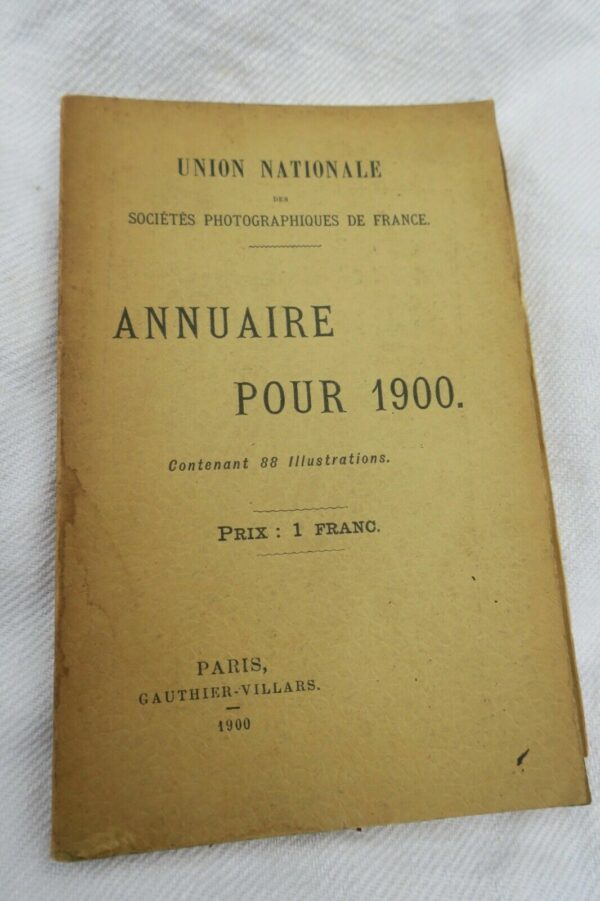 UNION NATIONALE
DES
SOCIÉTÉS PHOTOGRAPHIQUES DE FRANCE.
ANNUAIRE
POUR 1900.
Contenant 88 Illustrations.
PRIX : 1 FRANC.
PARIS,
GAUTHIER-VILLARS.
1900